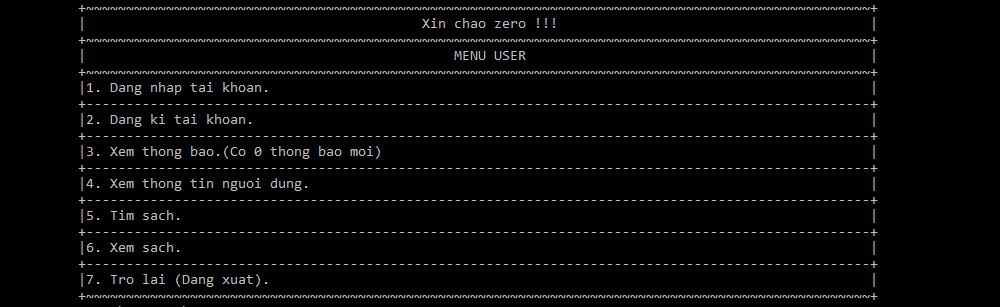 Xin chao zero !!!
MENU USER
1. Dang nhap tai khoan.
2. Dang ki tai khoan.
3. Xem thong bao.(Co 0 thong bao moi)
4. Xem thong tin nguoi dung.
5. Tim sach.
6. Xem sach.
7. Tro lai (Dang xuat).